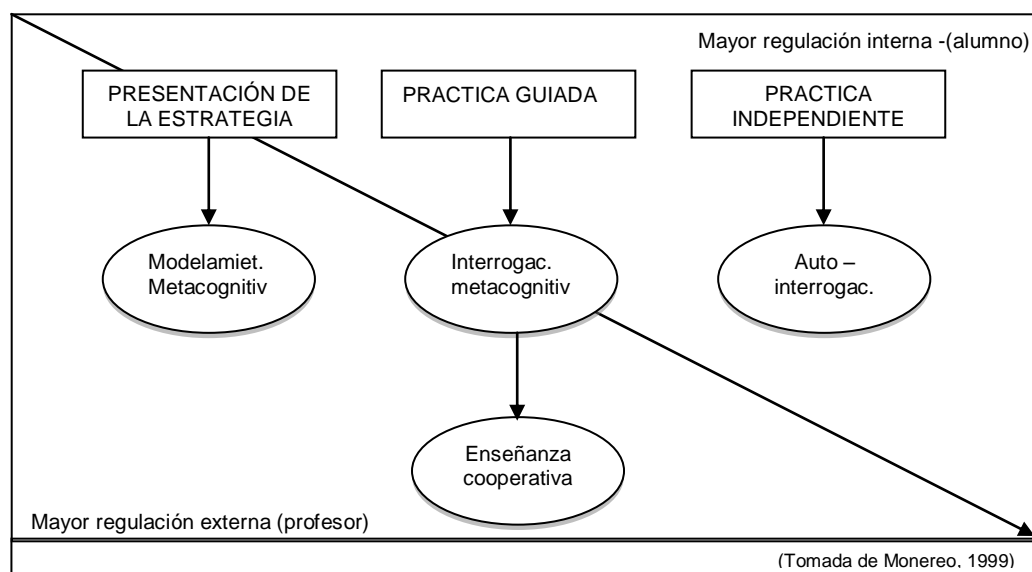 Mayor regulación interna -(alumno)
PRESENTACIÓN DE
LA ESTRATEGIA
PRACTICA GUIADA
PRACTICA
INDEPENDIENTE
Modelamiet.
Metacognitiv
Interrogac.
metacognitiv
Auto –
interrogac.
Enseñanza
cooperativa
Mayor regulación externa (profesor)
(Tomada de Monereo, 1999)